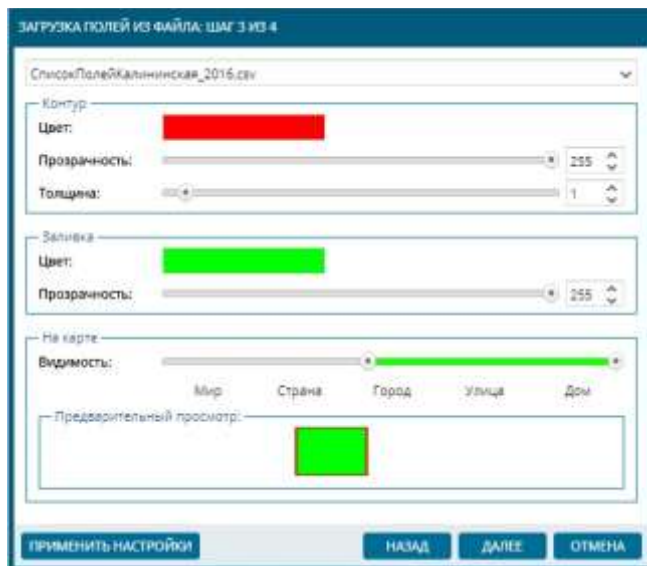 ЗАГРУЗКА ПОЛЕЙ ИЗ ФАЙЛА: ШАГ 3 ИЗ 4
СписокПолейКалининская_2016.csv
Контур
Цвет:
Прозрачность:
255
Толщина:
1
Заливка
Цвет:
Прозрачность:
255
На карте
Видимость:
Мир Страна Город Улица Дом
Предварительный просмотр:
ПРИМЕНИТЬ НАСТРОЙКИ НАЗАД ДАЛЕЕ ОТМЕНА